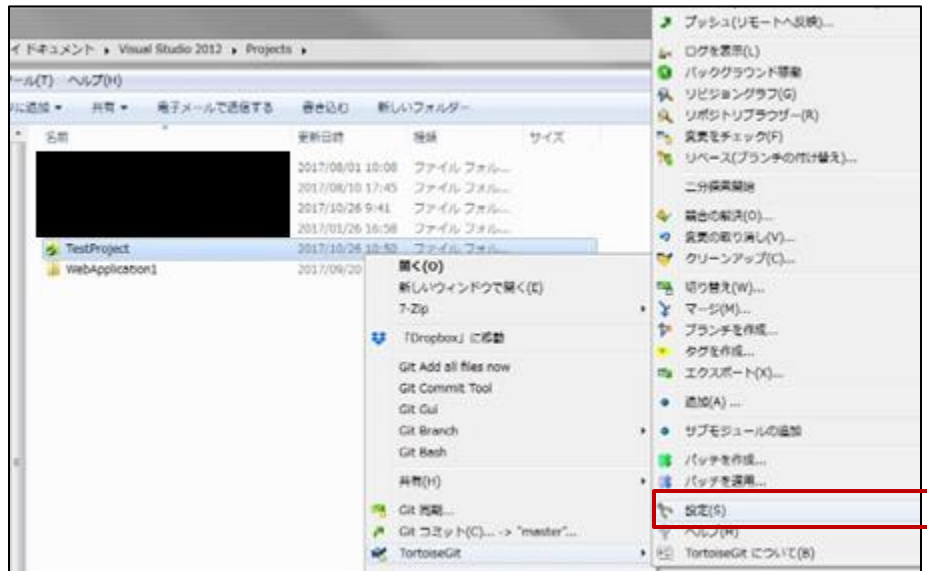 イ ドキュメント ▸ Visual Studio 2012 ▸ Projects ▸
ール(T) ヘルプ(H)
に追加 ▾ 共有 ▾ 電子メールで送信する 書き込む 新しいフォルダー
名前 更新日時 種類 サイズ
2017/08/01 10:08 ファイル フォル...
2017/08/10 17:45 ファイル フォル...
2017/10/26 9:41 ファイル フォル...
2017/01/26 16:58 ファイル フォル...
TestProject 2017/10/26 10:50 ファイル フォル...
WebApplication1 2017/09/20
開く(O)
新しいウィンドウで開く(E)
7-Zip
「Dropbox」に移動
Git Add all files now
Git Commit Tool
Git Gui
Git Branch
Git Bash
共有(H)
Git 同期...
Git コミット(C)... -> "master"...
TortoiseGit
プッシュ(リモートへ反映)...
ログを表示(L)
バックグラウンド移動
リビジョングラフ(G)
リポジトリブラウザー(R)
変更をチェック(F)
リベース(ブランチの付け替え)...
二分探索開始
競合の解決(O)...
変更の取り消し(V)...
クリーンアップ(C)...
切り替え(W)...
マージ(M)...
ブランチを作成...
タグを作成...
エクスポート(X)...
追加(A) ...
サブモジュールの追加
パッチを作成...
パッチを適用...
設定(S)
ヘルプ(H)
TortoiseGit について(B)